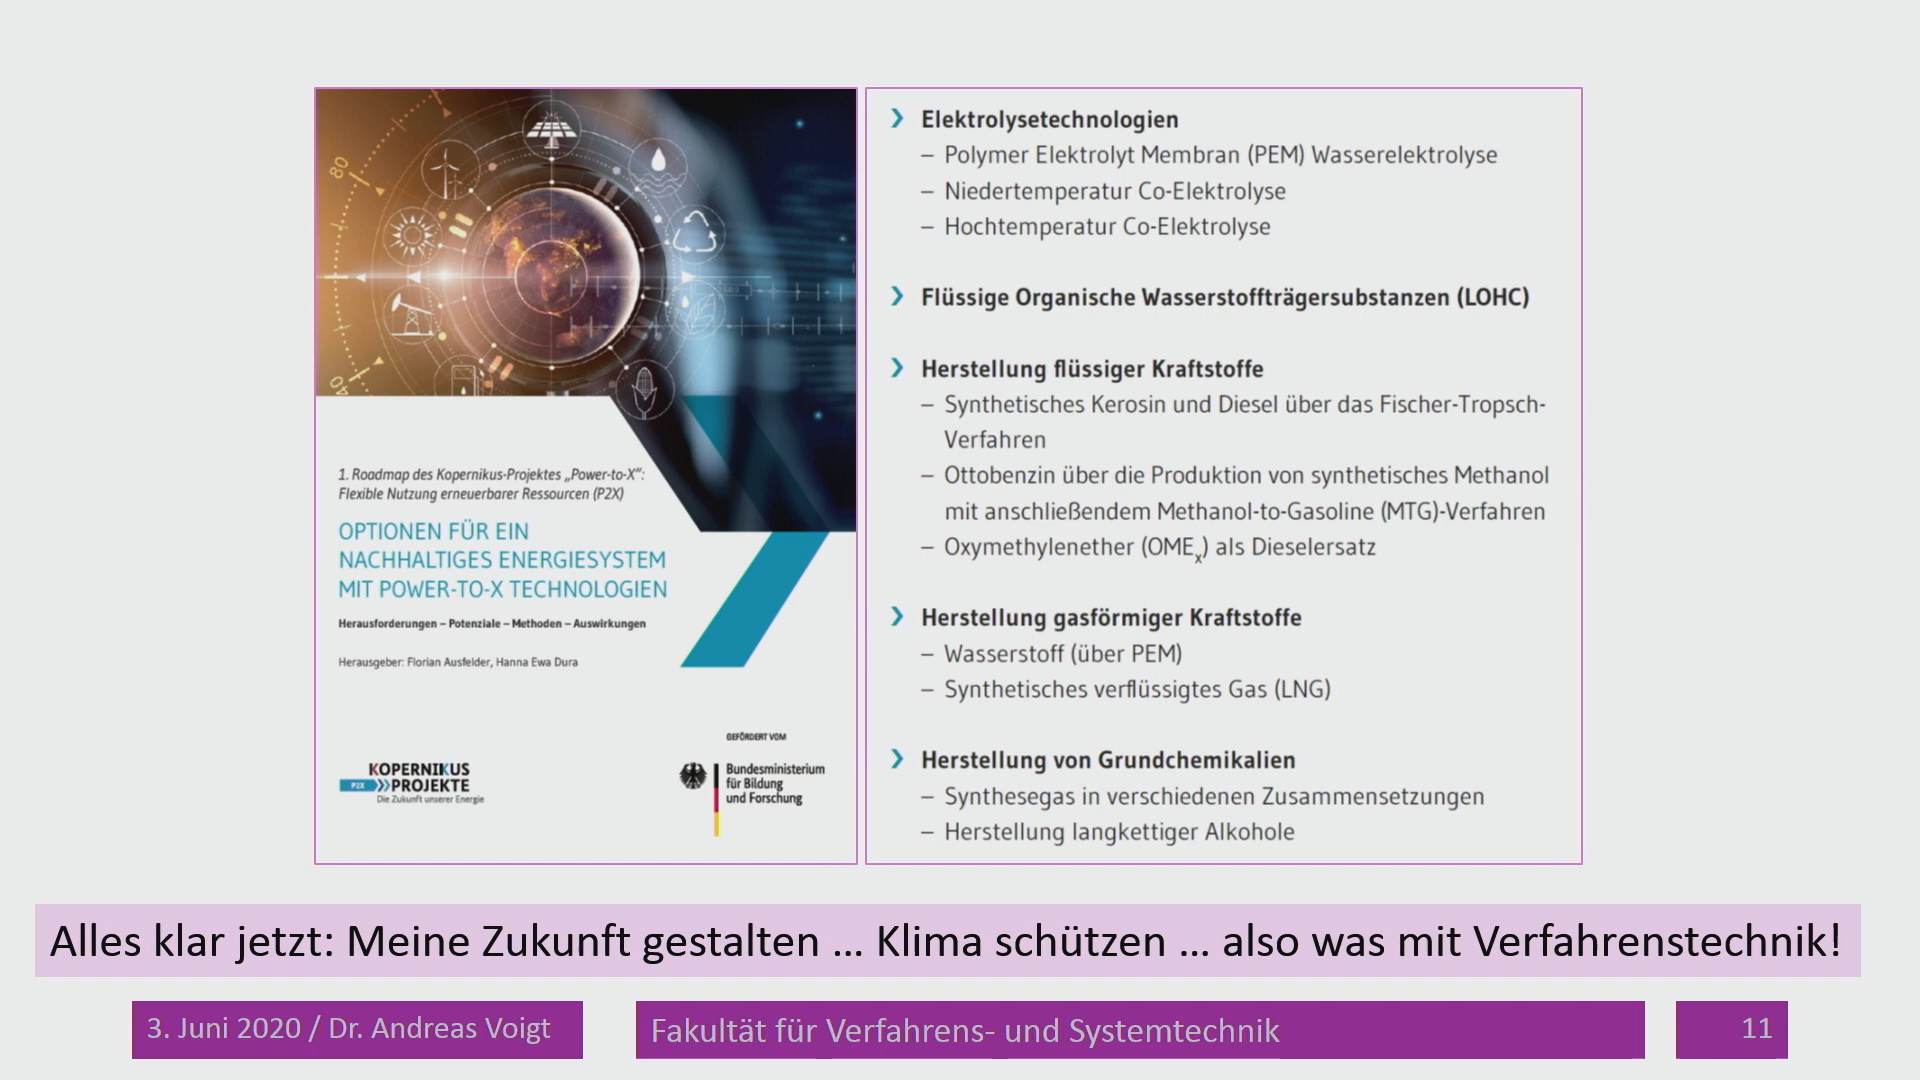 80
40
1. Roadmap des Kopernikus-Projektes „Power-to-X“:
Flexible Nutzung erneuerbarer Ressourcen (P2X)
OPTIONEN FÜR EIN
NACHHALTIGES ENERGIESYSTEM
MIT POWER-TO-X TECHNOLOGIEN
Herausforderungen – Potenziale – Methoden – Auswirkungen
Herausgeber: Florian Ausfelder, Hanna Ewa Dura
KOPERNIKUS
P2X PROJEKTE
Die Zukunft unserer Energie
GEFÖRDERT VOM
Bundesministerium
für Bildung
und Forschung
Elektrolysetechnologien
– Polymer Elektrolyt Membran (PEM) Wasserelektrolyse
– Niedertemperatur Co-Elektrolyse
– Hochtemperatur Co-Elektrolyse
Flüssige Organische Wasserstoffträgersubstanzen (LOHC)
Herstellung flüssiger Kraftstoffe
– Synthetisches Kerosin und Diesel über das Fischer-Tropsch-
Verfahren
– Ottobenzin über die Produktion von synthetisches Methanol
mit anschließendem Methanol-to-Gasoline (MTG)-Verfahren
– Oxymethylenether (OMEx) als Dieselersatz
Herstellung gasförmiger Kraftstoffe
– Wasserstoff (über PEM)
– Synthetisches verflüssigtes Gas (LNG)
Herstellung von Grundchemikalien
– Synthesegas in verschiedenen Zusammensetzungen
– Herstellung langkettiger Alkohole
Alles klar jetzt: Meine Zukunft gestalten ... Klima schützen ... also was mit Verfahrenstechnik!
3. Juni 2020 / Dr. Andreas Voigt
Fakultät für Verfahrens- und Systemtechnik
11